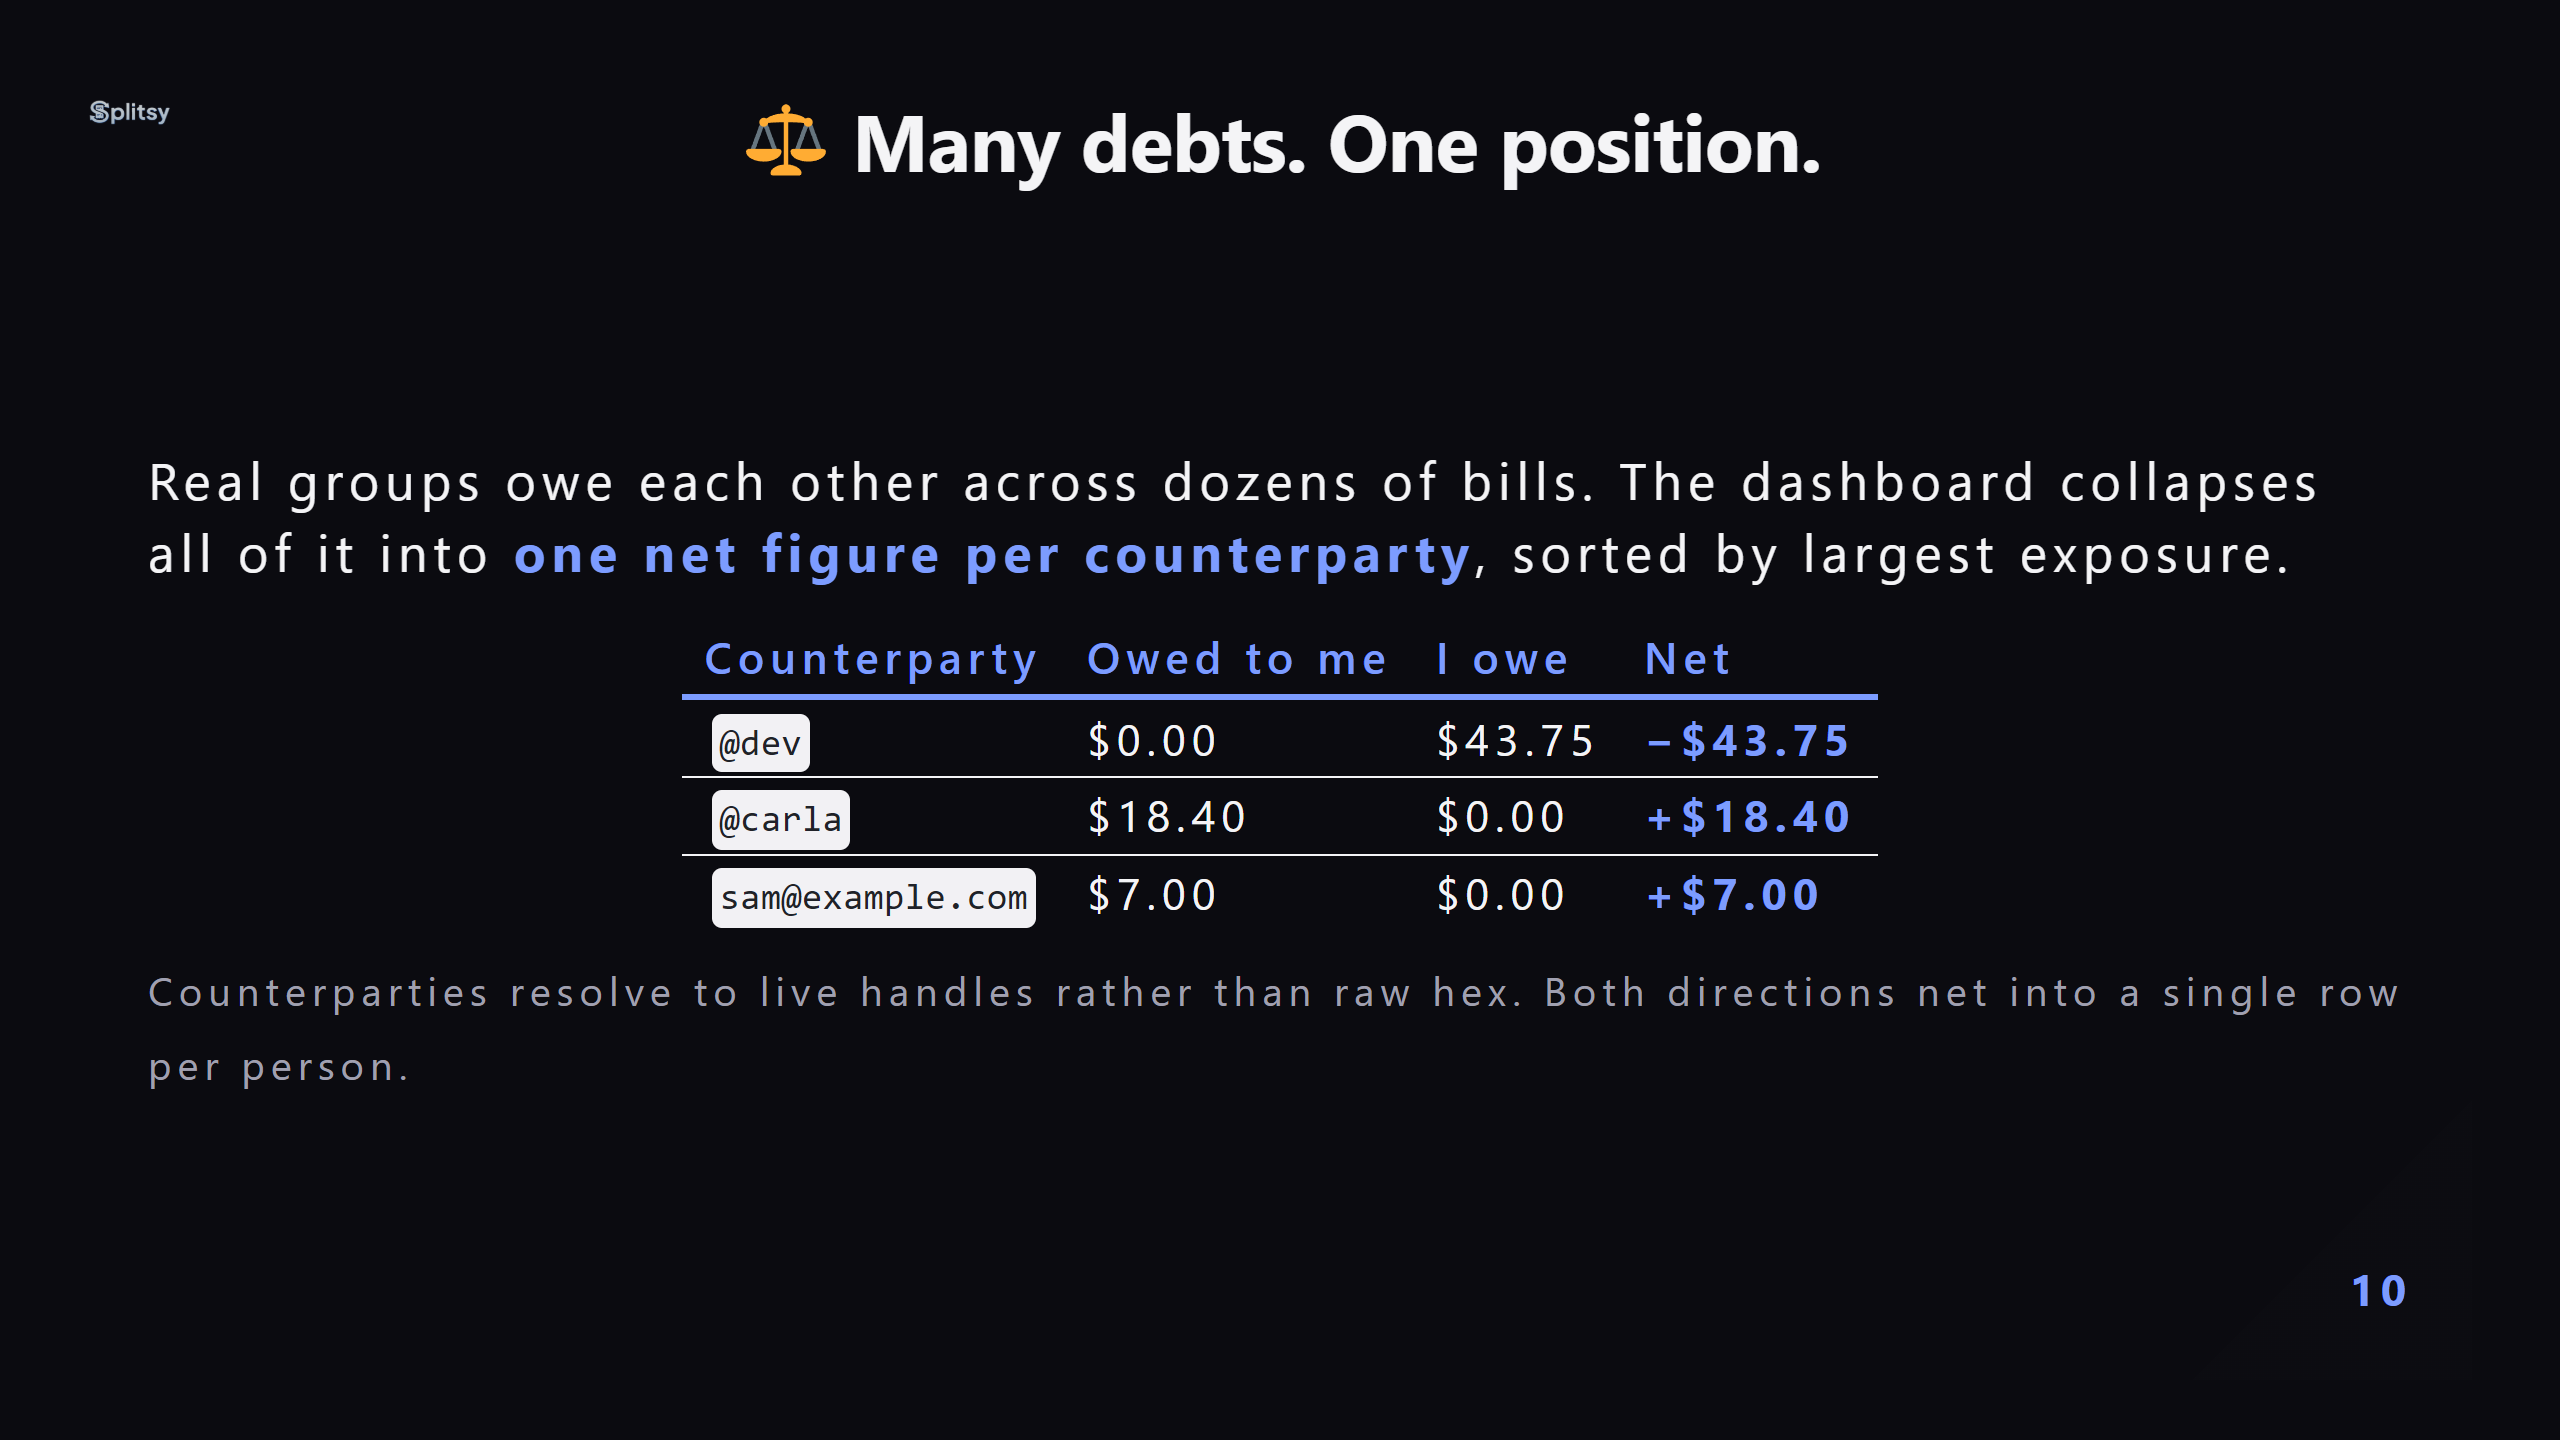 Splitsy
Many debts. One position.
Real groups owe each other across dozens of bills. The dashboard collapses
all of it into one net figure per counterparty, sorted by largest exposure.
Counterparty Owed to me I owe Net
@dev $0.00 $43.75 −$43.75
@carla $18.40 $0.00 +$18.40
sam@example.com $7.00 $0.00 +$7.00
Counterparties resolve to live handles rather than raw hex. Both directions net into a single row
per person.
10